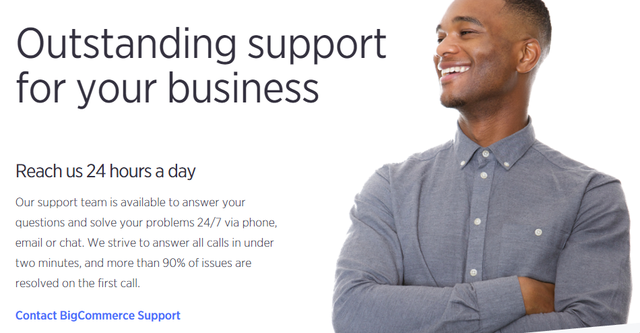 Outstanding support
for your business
Reach us 24 hours a day
Our support team is available to answer your
questions and solve your problems 24/7 via phone,
email or chat. We strive to answer all calls in under
two minutes, and more than 90% of issues are
resolved on the first call.
Contact BigCommerce Support